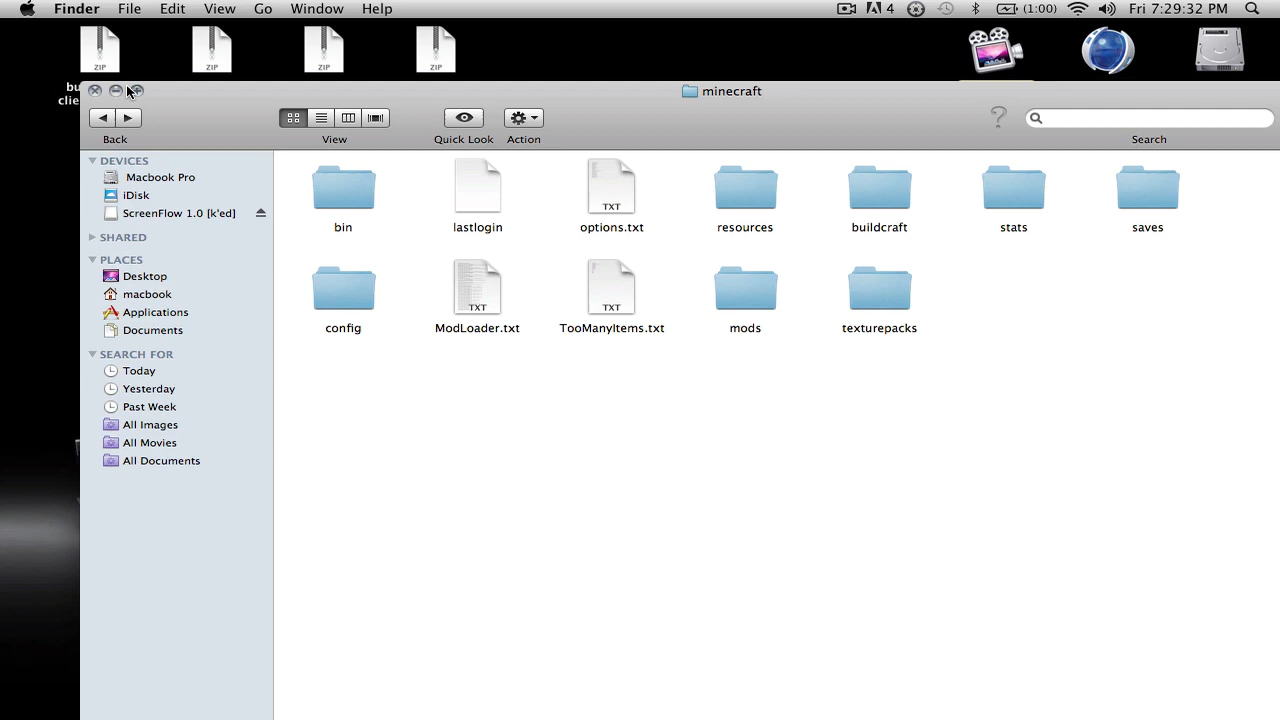 Finder File Edit View Go Window Help 4 (1:00) Fri 7:29:32 PM
ZIP ZIP ZIP ZIP
bu
clie
minecraft
Back View Quick Look Action Search
DEVICES
Macbook Pro
iDisk
ScreenFlow 1.0 [k'ed]
SHARED
PLACES
Desktop
macbook
Applications
Documents
SEARCH FOR
Today
Yesterday
Past Week
All Images
All Movies
All Documents
TXT
bin lastlogin options.txt resources buildcraft stats saves
TXT TXT
config ModLoader.txt TooManyItems.txt mods texturepacks